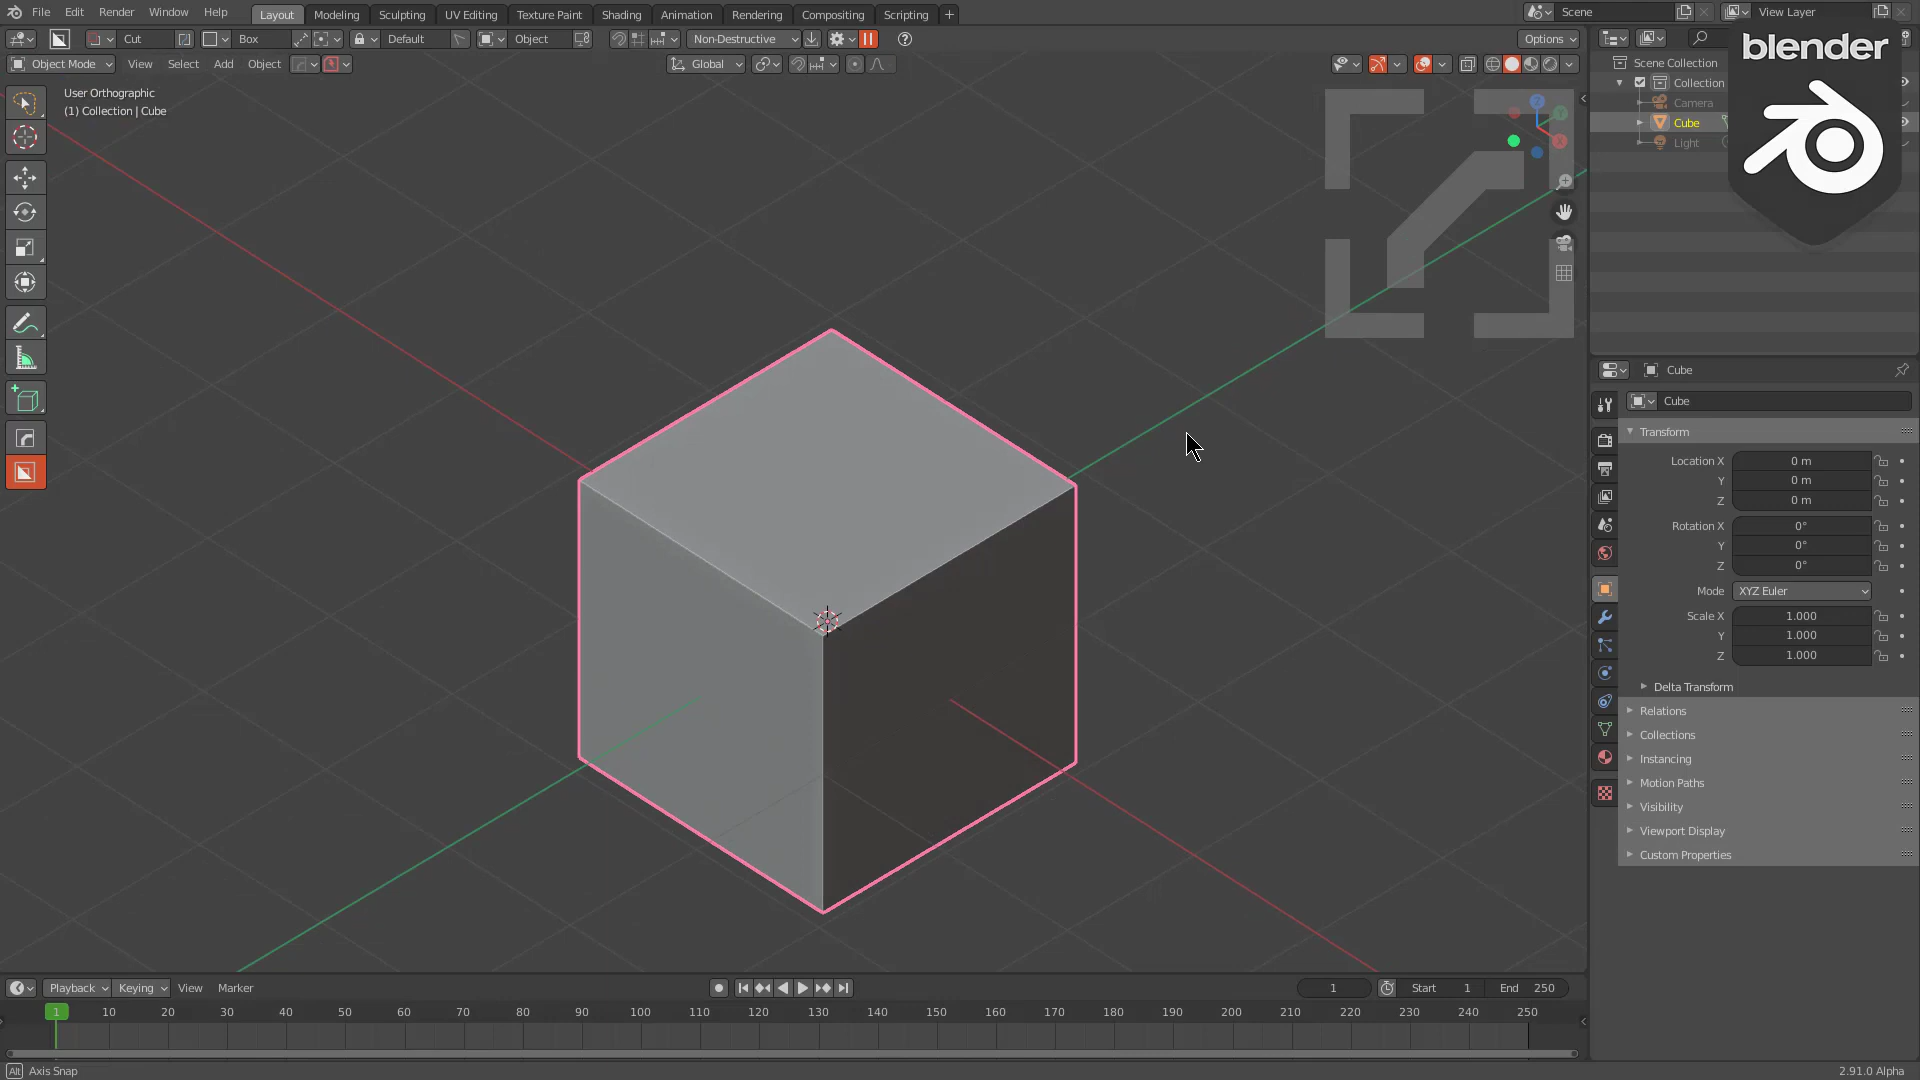 File Edit Render Window Help Layout Modeling Sculpting UV Editing Texture Paint Shading Animation Rendering Compositing Scripting + Scene View Layer
Cut Box Default Object Non-Destructive Options
Object Mode View Select Add Object Global
User Orthographic
(1) Collection | Cube
Z
Y
X
blender
Scene Collection
Collection
Camera
Cube
Light
Cube
Cube
Transform
Location X 0 m
Y 0 m
Z 0 m
Rotation X 0°
Y 0°
Z 0°
Mode XYZ Euler
Scale X 1.000
Y 1.000
Z 1.000
Delta Transform
Relations
Collections
Instancing
Motion Paths
Visibility
Viewport Display
Custom Properties
Playback Keying View Marker 1 Start 1 End 250
1 10 20 30 40 50 60 70 80 90 100 110 120 130 140 150 160 170 180 190 200 210 220 230 240 250
Alt Axis Snap 2.91.0 Alpha